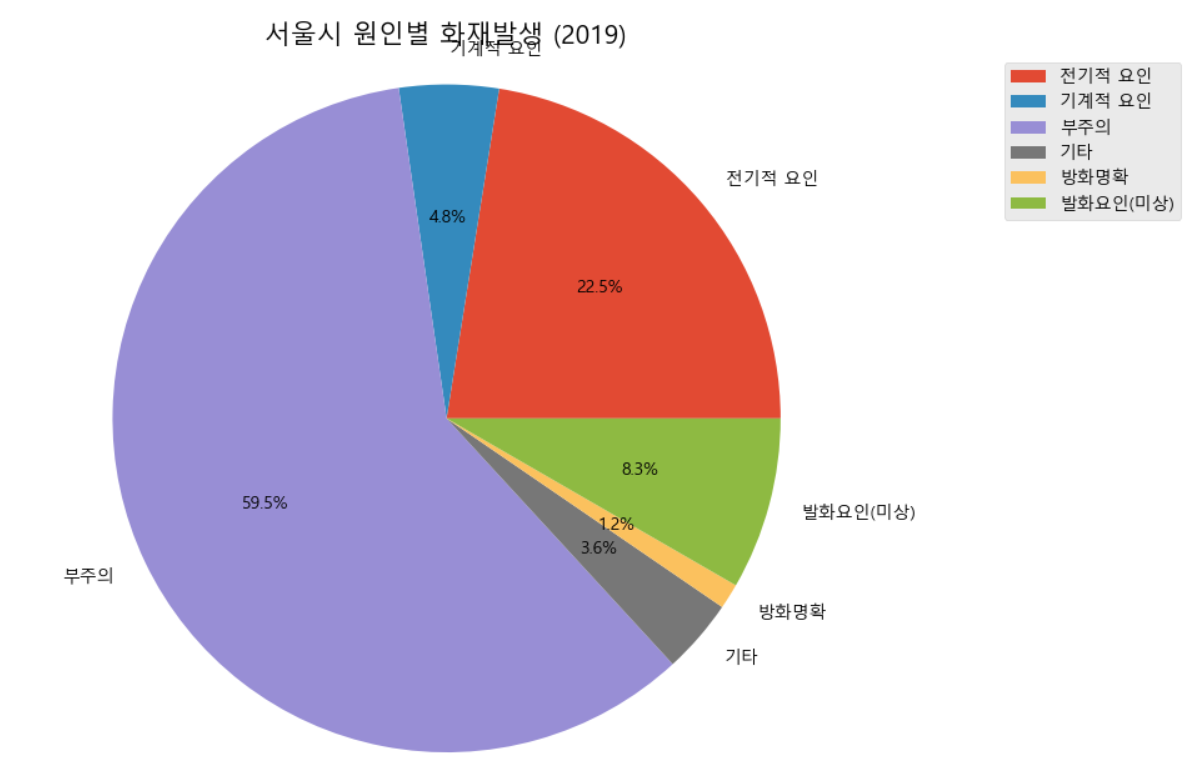 서울시 원인별 화재발생 (2019)
기계적 요인
전기적 요인
기계적 요인
부주의
기타
방화명확
발화요인(미상)
전기적 요인
4.8%
22.5%
8.3%
59.5%
1.2%
3.6%
발화요인(미상)
부주의
방화명확
기타